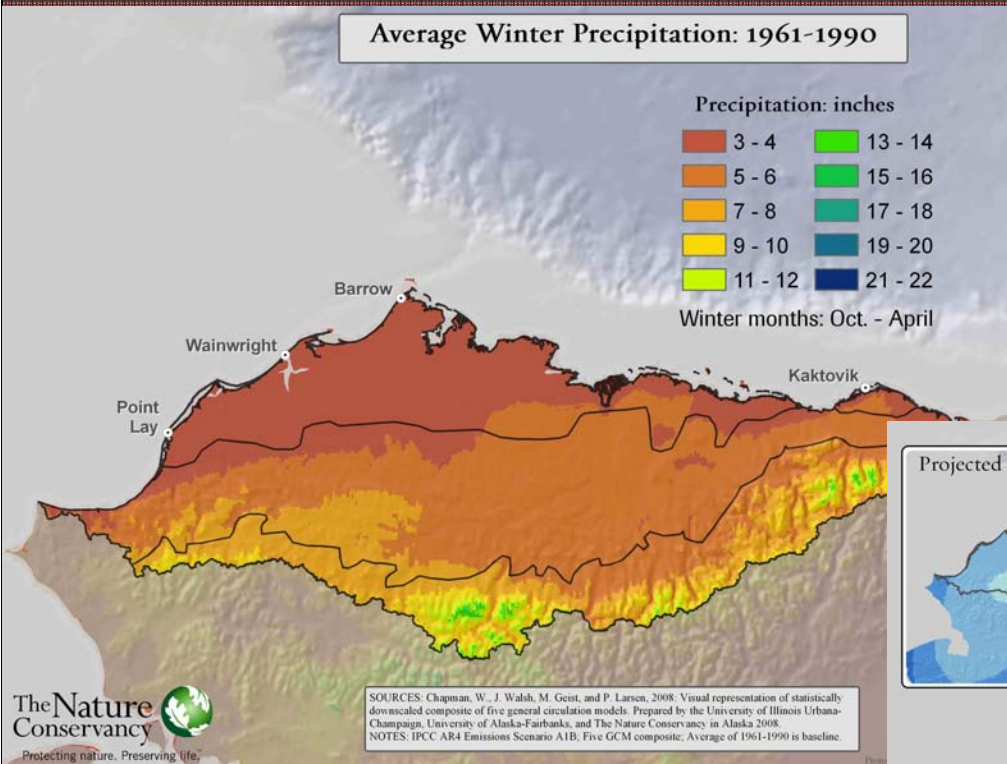 Average Winter Precipitation: 1961-1990
Precipitation: inches
3 - 4
5 - 6
7 - 8
9 - 10
11 - 12
13 - 14
15 - 16
17 - 18
19 - 20
21 - 22
Winter months: Oct. - April
Barrow
Wainwright
Point
Lay
Kaktovik
Projected
The Nature
Conservancy
Protecting nature. Preserving life.™
SOURCES: Chapman, W., J. Walsh, M. Geist, and P. Larsen, 2008: Visual representation of statistically
downscaled composite of five general circulation models. Prepared by the University of Illinois Urbana-
Champaign, University of Alaska-Fairbanks, and The Nature Conservancy in Alaska 2008.
NOTES: IPCC AR4 Emissions Scenario A1B; Five GCM composite; Average of 1961-1990 is baseline.